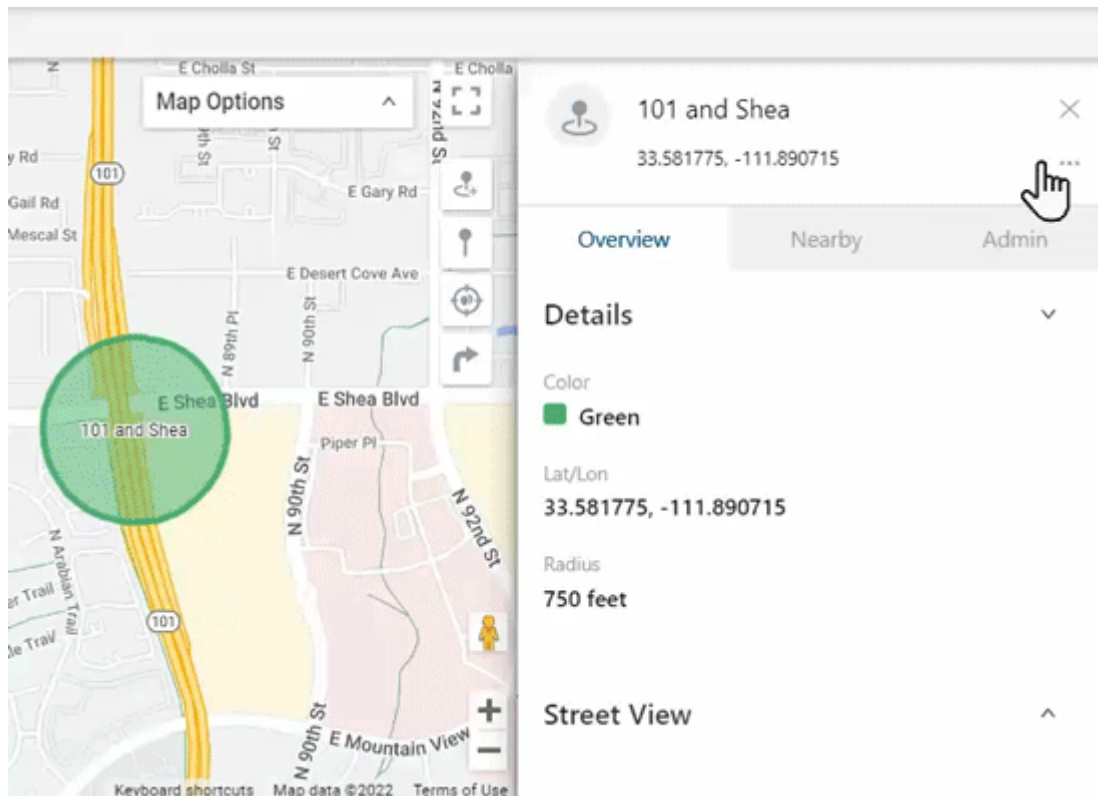 E Cholla St
E Cholla
Map Options
N 92nd St
y Rd
101
Gail Rd
E Gary Rd
Mescal St
E Desert Cove Ave
N 89th Pl
N 90th St
E Shea Blvd
E Shea Blvd
101 and Shea
Piper Pl
N 90th St
N 92nd St
N Arabian Trail
er Trail
le Trail
101
N 90th St
E Mountain View
Keyboard shortcuts
Map data ©2022
Terms of Use
101 and Shea
33.581775, -111.890715
Overview
Nearby
Admin
Details
Color
Green
Lat/Lon
33.581775, -111.890715
Radius
750 feet
Street View